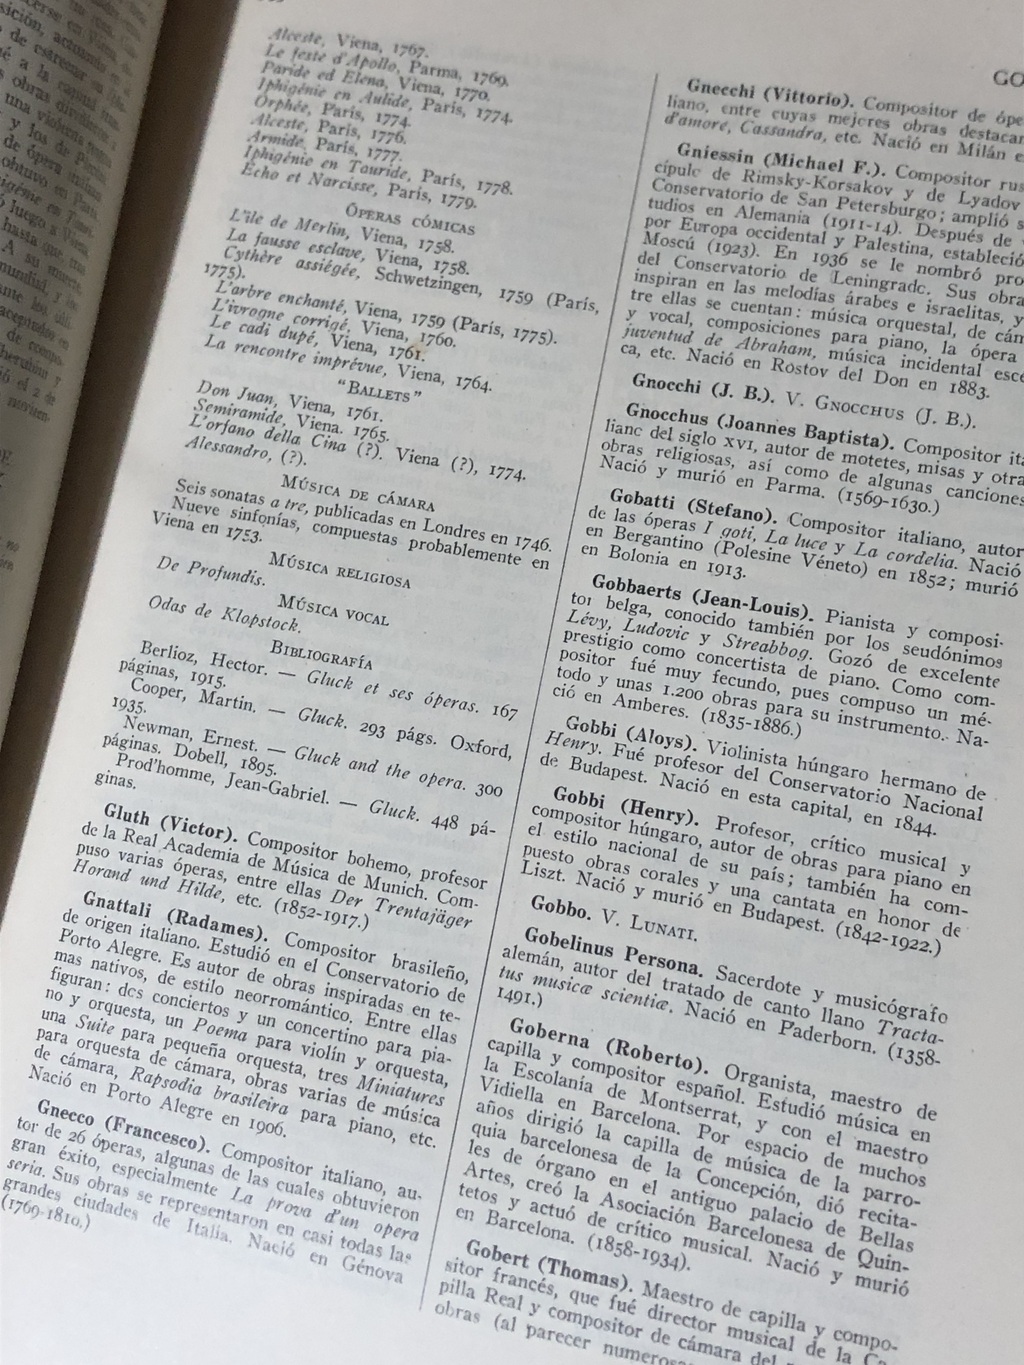 Alceste, Viena, 1767.
Le feste d'Apollo, Parma, 1769.
Paride ed Elena, Viena, 1770.
Iphigénie en Aulide, París, 1774.
Orphée, París, 1774.
Alceste, París, 1776.
Armide, París, 1777.
Iphigénie en Tauride, París, 1778.
Écho et Narcisse, París, 1779.
ÓPERAS CÓMICAS
L'île de Merlin, Viena, 1758.
La fausse esclave, Viena, 1758.
Cythère assiégée, Schwetzingen, 1759 (París,
1775).
L'arbre enchanté, Viena, 1759 (París, 1775).
L'ivrogne corrigé, Viena, 1760.
Le cadi dupé, Viena, 1761.
La rencontre imprévue, Viena, 1764.
"BALLETS"
Don Juan, Viena, 1761.
Semiramide, Viena. 1765.
L'orfano della Cina (?). Viena (?), 1774.
Alessandro, (?).
MÚSICA DE CÁMARA
Seis sonatas a tre, publicadas en Londres en 1746.
Nueve sinfonías, compuestas probablemente en
Viena en 1753.
MÚSICA RELIGIOSA
De Profundis.
MÚSICA VOCAL
Odas de Klopstock.
BIBLIOGRAFÍA
Berlioz, Hector. — Gluck et ses óperas. 167
páginas, 1915.
Cooper, Martin. — Gluck. 293 págs. Oxford,
1935.
Newman, Ernest. — Gluck and the opera. 300
páginas. Dobell, 1895.
Prod'homme, Jean-Gabriel. — Gluck. 448 pá-
ginas.
Gluth (Victor). Compositor bohemo, profesor
de la Real Academia de Música de Munich. Com-
puso varias óperas, entre ellas Der Trentajäger
Horand und Hilde, etc. (1852-1917.)
Gnattali (Radames). Compositor brasileño,
de origen italiano. Estudió en el Conservatorio de
Porto Alegre. Es autor de obras inspiradas en te-
mas nativos, de estilo neorromántico. Entre ellas
figuran: dos conciertos y un concertino para pia-
no y orquesta, un Poema para violín y orquesta,
una Suite para pequeña orquesta, tres Miniatures
para orquesta de cámara, obras varias de música
de cámara, Rapsodia brasileira para piano, etc.
Nació en Porto Alegre en 1906.
Gnecco (Francesco). Compositor italiano, au-
tor de 26 óperas, algunas de las cuales obtuvieron
gran éxito, especialmente La prova d'un opera
seria. Sus obras se representaron en casi todas las
grandes ciudades de Italia. Nació en Génova
(1769-1810.)
GO
Gnecchi (Vittorio). Compositor de ópe
liano, entre cuyas mejores obras destacan
d'amore, Cassandra, etc. Nació en Milán e
Gniessin (Michael F.). Compositor rus
cípulc de Rimsky-Korsakov y de Lyadov
Conservatorio de San Petersburgo; amplió s
tudios en Alemania (1911-14). Después de
por Europa occidental y Palestina, estableció
Moscú (1923). En 1936 se le nombró pro
del Conservatorio de Leningradc. Sus obra
inspiran en las melodías árabes e israelitas, y
tre ellas se cuentan: música orquestal, de cám
y vocal, composiciones para piano, la ópera
juventud de Abraham, música incidental esce
ca, etc. Nació en Rostov del Don en 1883.
Gnocchi (J. B.). V. GNOCCHUS (J. B.).
Gnocchus (Joannes Baptista). Compositor ita
lianc del siglo XVI, autor de motetes, misas y otra
obras religiosas, así como de algunas canciones
Nació y murió en Parma. (1569-1630.)
Gobatti (Stefano). Compositor italiano, autor
de las óperas I goti, La luce y La cordelia. Nació
en Bergantino (Polesine Véneto) en 1852; murió
en Bolonia en 1913.
Gobbaerts (Jean-Louis). Pianista y composi-
tor belga, conocido también por los seudónimos
Lévy, Ludovic y Streabbog. Gozó de excelente
prestigio como concertista de piano. Como com-
positor fué muy fecundo, pues compuso un mé-
todo y unas 1.200 obras para su instrumento. Na-
ció en Amberes. (1835-1886.)
Gobbi (Aloys). Violinista húngaro hermano de
Henry. Fué profesor del Conservatorio Nacional
de Budapest. Nació en esta capital, en 1844.
Gobbi (Henry). Profesor, crítico musical y
compositor húngaro, autor de obras para piano en
el estilo nacional de su país; también ha com-
puesto obras corales y una cantata en honor de
Liszt. Nació y murió en Budapest. (1842-1922.)
Gobbo. V. LUNATI.
Gobelinus Persona. Sacerdote y musicógrafo
alemán, autor del tratado de canto llano Tracta-
tus musicæ scientiæ. Nació en Paderborn. (1358-
1491.)
Goberna (Roberto). Organista, maestro de
capilla y compositor español. Estudió música en
la Escolanía de Montserrat, y con el maestro
Vidiella en Barcelona. Por espacio de muchos
años dirigió la capilla de música de la parro-
quia barcelonesa de la Concepción, dió recita-
les de órgano en el antiguo palacio de Bellas
Artes, creó la Asociación Barcelonesa de Quin-
tetos y actuó de crítico musical. Nació y murió
en Barcelona. (1858-1934).
Gobert (Thomas). Maestro de capilla y compo-
sitor francés, que fué director musical de la Ca-
pilla Real y compositor de cámara del
obras (al parecer numerosa